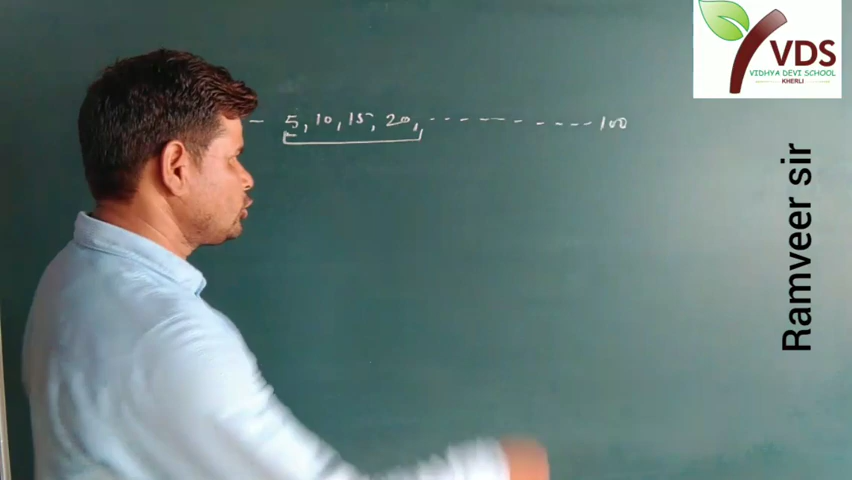 VDS
VIDHYA DEVI SCHOOL
KHERLI
- 5, 10, 15, 20, ---------- 100
Ramveer sir